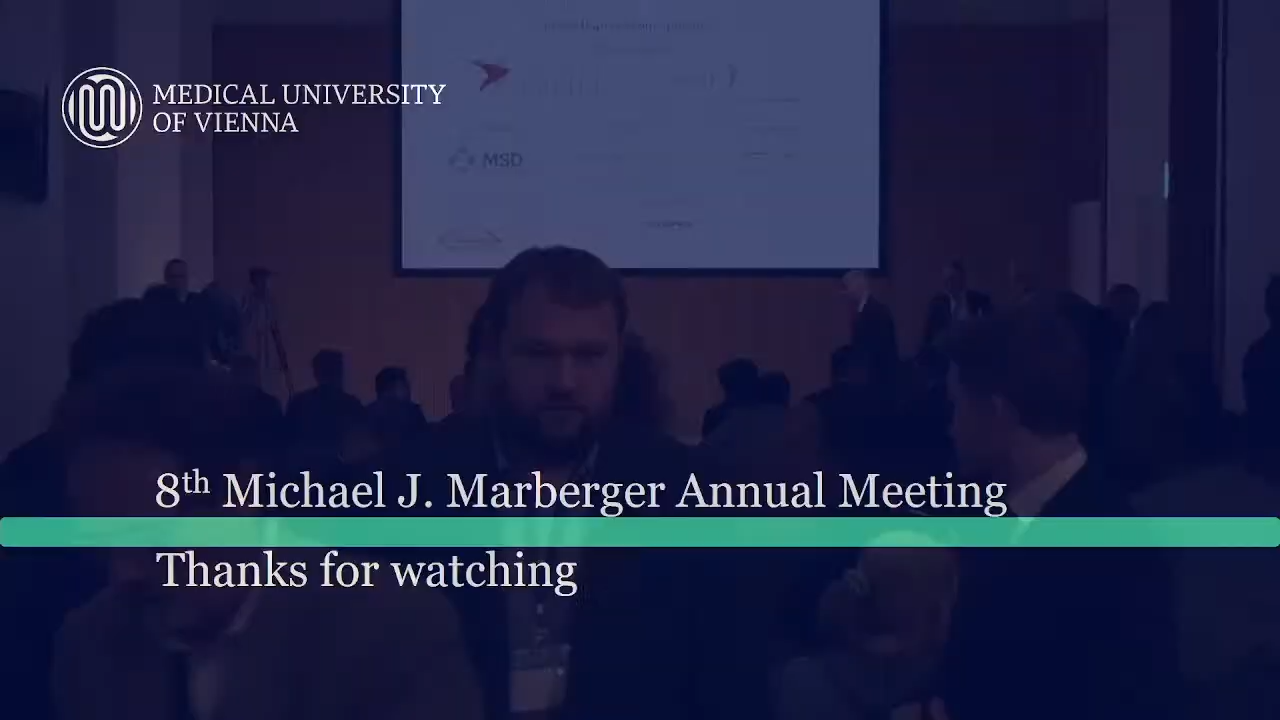 MEDICAL UNIVERSITY
OF VIENNA
MSD
8th Michael J. Marberger Annual Meeting
Thanks for watching